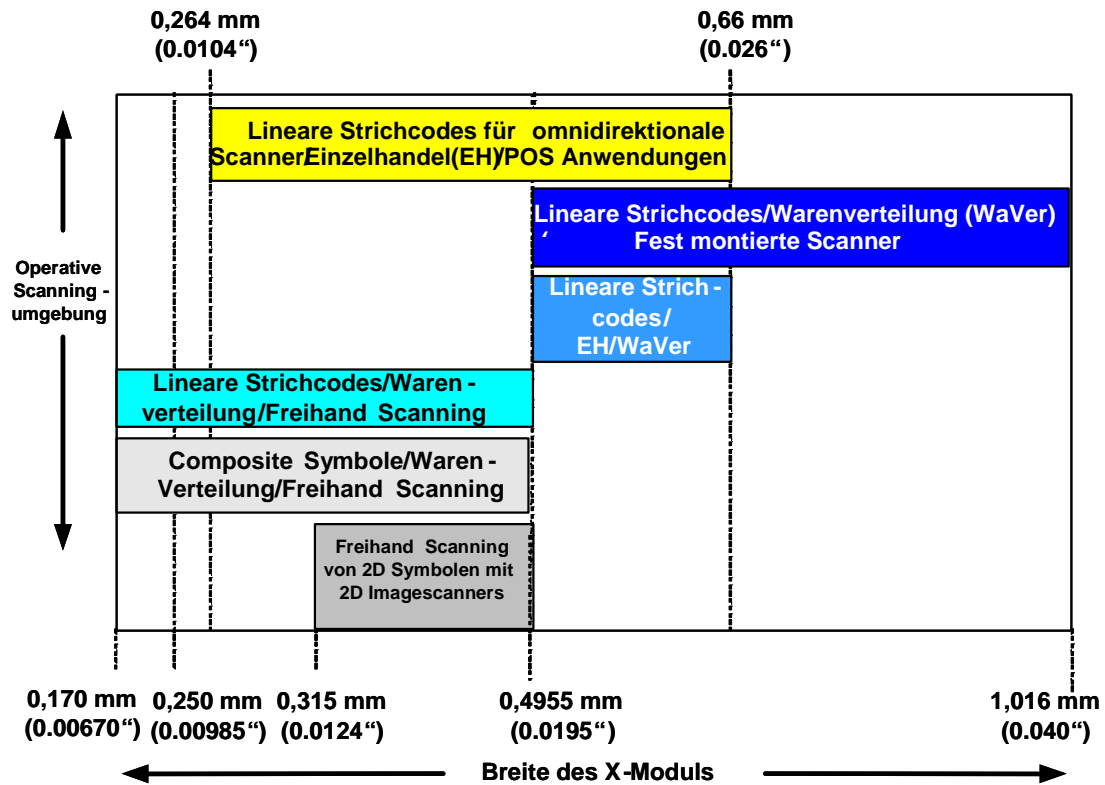 0,264 mm
(0.0104“)
0,66 mm
(0.026“)
Lineare Strichcodes für omnidirektionale
Scanner/Einzelhandel(EH)/POS Anwendungen
Lineare Strichcodes/Warenverteilung (WaVer)
‘ Fest montierte Scanner
Operative
Scanning -
umgebung
Lineare Strich -
codes/
EH/WaVer
Lineare Strichcodes/Waren -
verteilung/Freihand Scanning
Composite Symbole/Waren -
Verteilung/Freihand Scanning
Freihand Scanning
von 2D Symbolen mit
2D Imagescanners
0,170 mm
(0.00670“)
0,250 mm
(0.00985“)
0,315 mm
(0.0124“)
0,4955 mm
(0.0195“)
1,016 mm
(0.040“)
Breite des X-Moduls